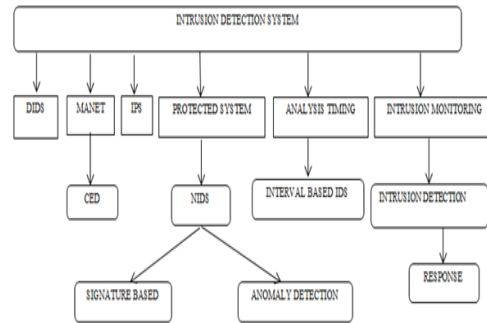 INTRUSION DETECTION SYSTEM
DIDS
MANET
IPS
PROTECTED SYSTEM
ANALYSIS TIMING
INTRUSION MONITORING
CED
NIDS
INTERVAL BASED IDS
INTRUSION DETECTION
RESPONSE
SIGNATURE BASED
ANOMALY DETECTION